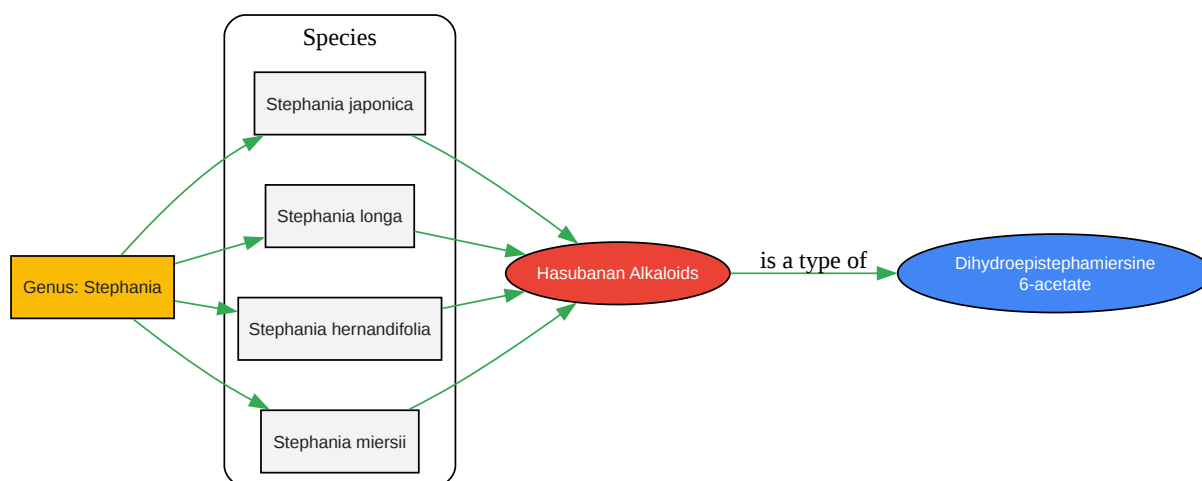 Species
Stephania japonica
Stephania longa
Genus: Stephania
Stephania hernandifolia
Stephania miersii
Hasubanan Alkaloids
is a type of
Dihydroepistephamiersine
6-acetate